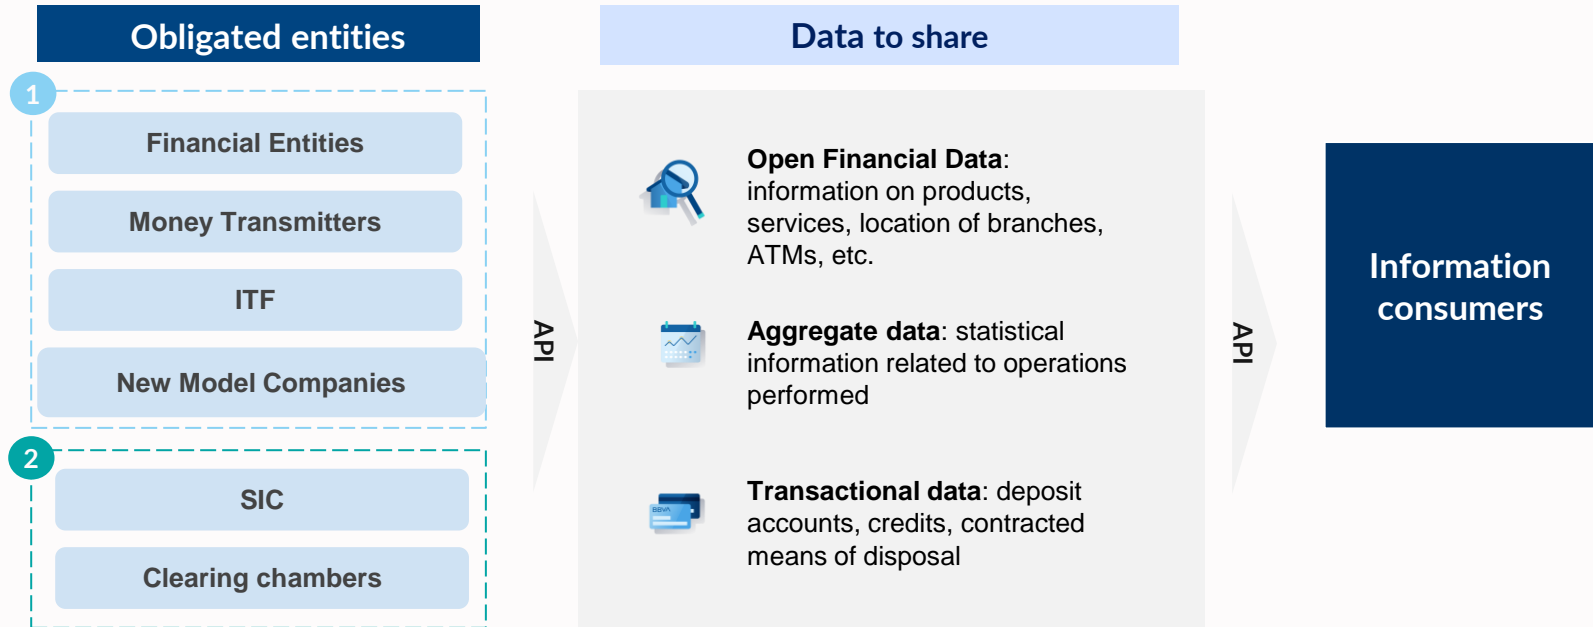 Obligated entities
1
Financial Entities
Money Transmitters
ITF
New Model Companies
2
SIC
Clearing chambers
API
Data to share
Open Financial Data:
information on products,
services, location of branches,
ATMs, etc.
Aggregate data: statistical
information related to operations
performed
BBVA
Transactional data: deposit
accounts, credits, contracted
means of disposal
API
Information
consumers